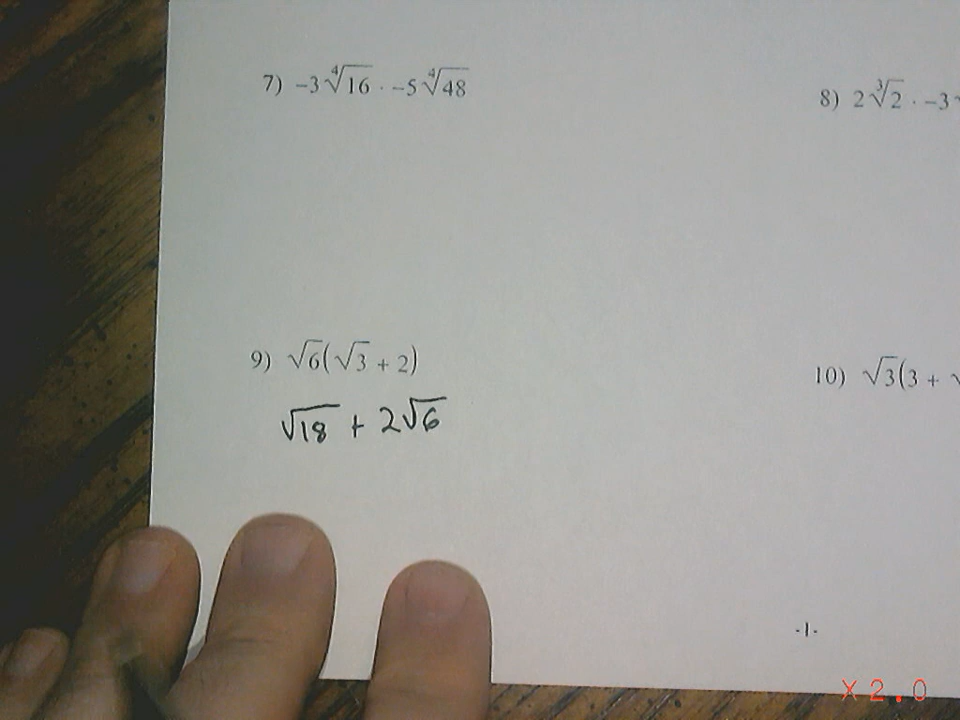 7) −3∜16 · −5∜48
8) 2∛2 · −3
9) √6(√3 + 2)
√18 + 2√6
10) √3(3 + √
-1-
X2.0